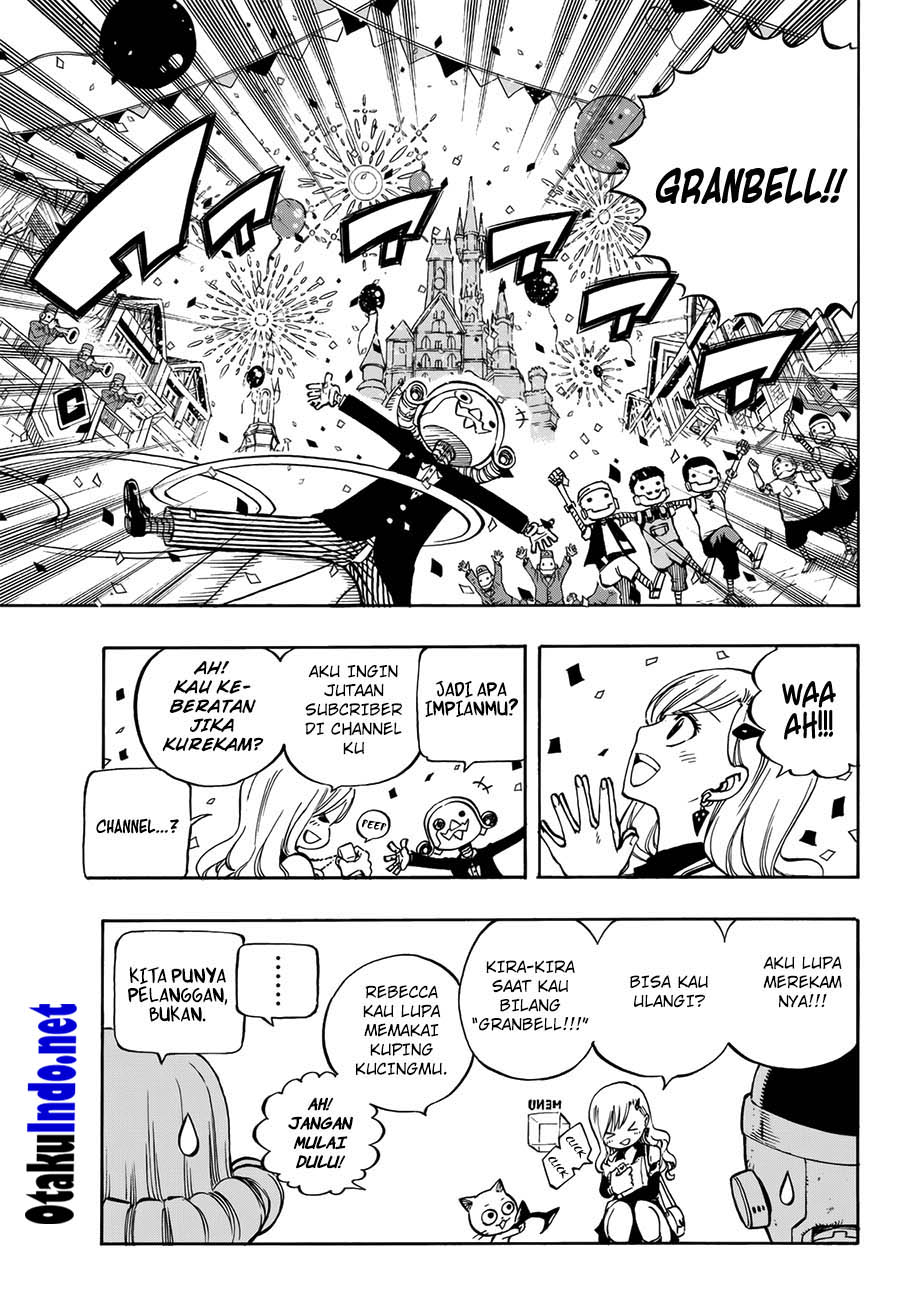 GRANBELL!!
C
WAA
AH!!!
JADI APA
IMPIANMU?
AKU INGIN
JUTAAN
SUBCRIBER
DI CHANNEL
KU
AH!
KAU KE-
BERATAN
JIKA
KUREKAM?
PEEP
CHANNEL...?
AKU LUPA
MEREKAM
NYA!!!
BISA KAU
ULANGI?
KIRA-KIRA
SAAT KAU
BILANG
“GRANBELL!!!”
REBECCA
KAU LUPA
MEMAKAI
KUPING
KUCINGMU.
AH!
JANGAN
MULAI
DULU!
MENU
CLICK
CLICK
......
KITA PUNYA
PELANGGAN,
BUKAN.
OtakuIndo.net